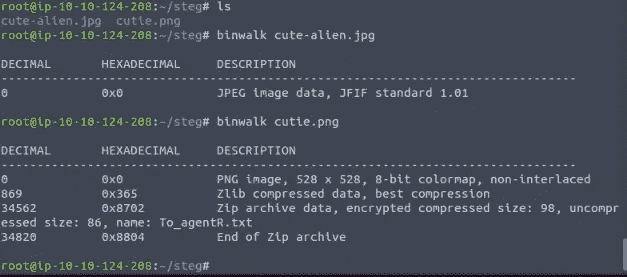 root@ip-10-10-124-208:~/steg# ls
cute-alien.jpg  cutie.png
root@ip-10-10-124-208:~/steg# binwalk cute-alien.jpg
DECIMAL       HEXADECIMAL     DESCRIPTION
--------------------------------------------------------------------------------
0             0x0             JPEG image data, JFIF standard 1.01
root@ip-10-10-124-208:~/steg# binwalk cutie.png
DECIMAL       HEXADECIMAL     DESCRIPTION
--------------------------------------------------------------------------------
0             0x0             PNG image, 528 x 528, 8-bit colormap, non-interlaced
869           0x365           Zlib compressed data, best compression
34562         0x8702          Zip archive data, encrypted compressed size: 98, uncompr
essed size: 86, name: To_agentR.txt
34820         0x8804          End of Zip archive
root@ip-10-10-124-208:~/steg#